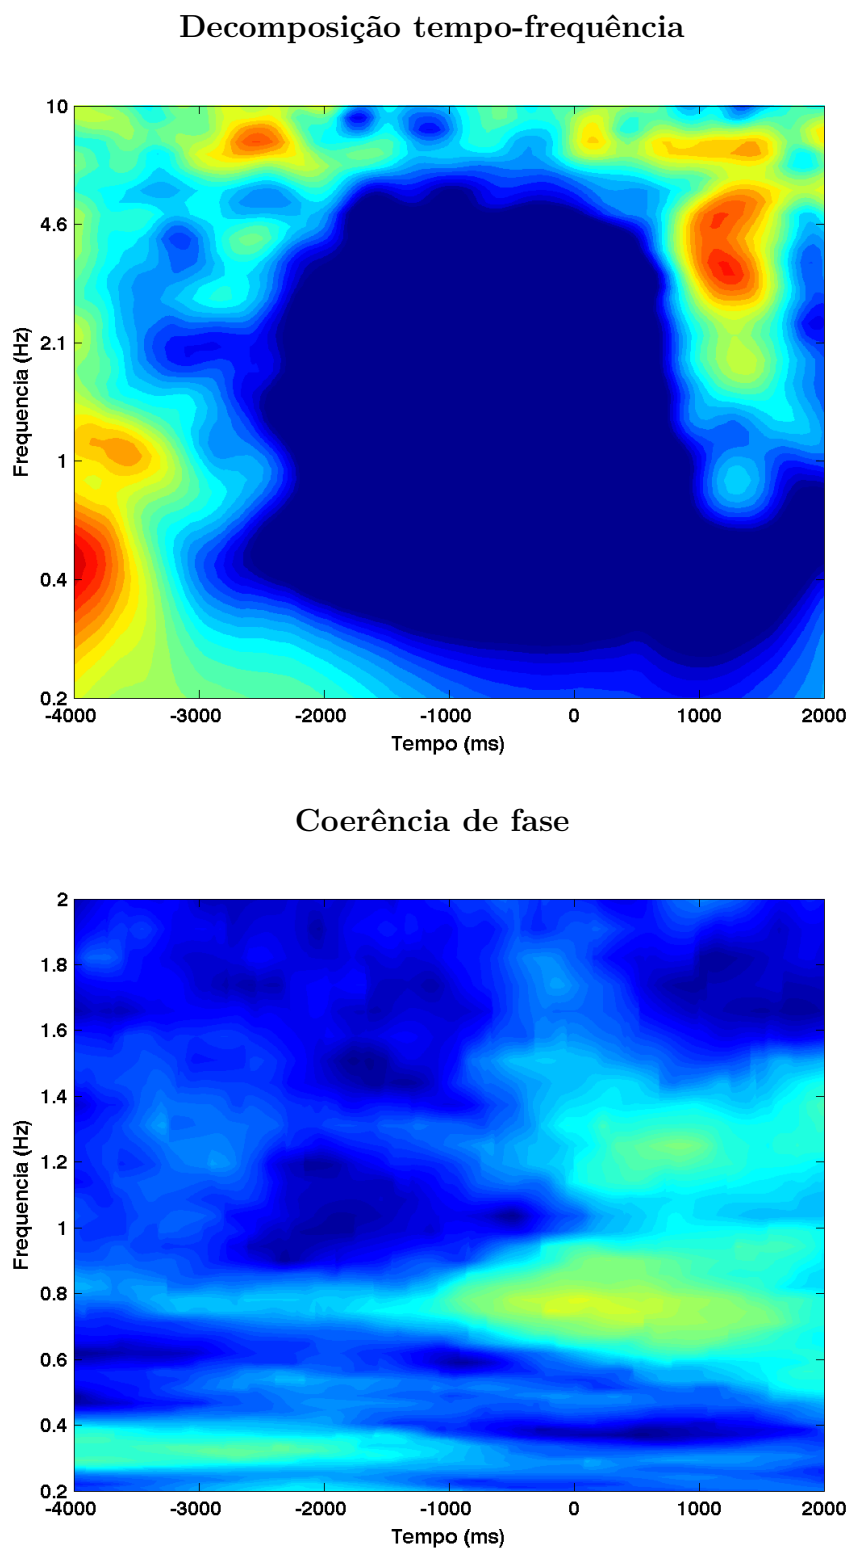 Decomposição tempo-frequência
10
4.6
2.1
1
0.4
0.2
Frequencia (Hz)
-4000 -3000 -2000 -1000 0 1000 2000
Tempo (ms)
Coerência de fase
2
1.8
1.6
1.4
1.2
1
0.8
0.6
0.4
0.2
Frequencia (Hz)
-4000 -3000 -2000 -1000 0 1000 2000
Tempo (ms)